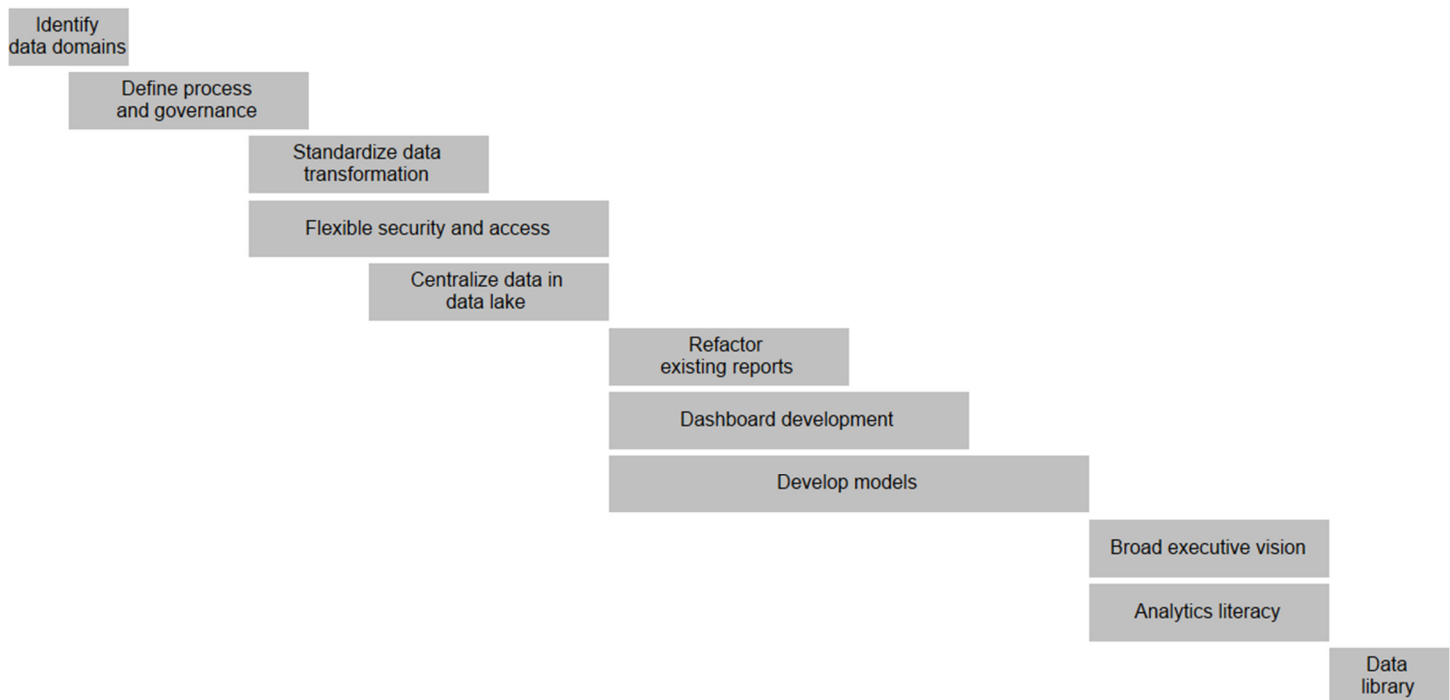 Identify
data domains
Define process
and governance
Standardize data
transformation
Flexible security and access
Centralize data in
data lake
Refactor
existing reports
Dashboard development
Develop models
Broad executive vision
Analytics literacy
Data
library